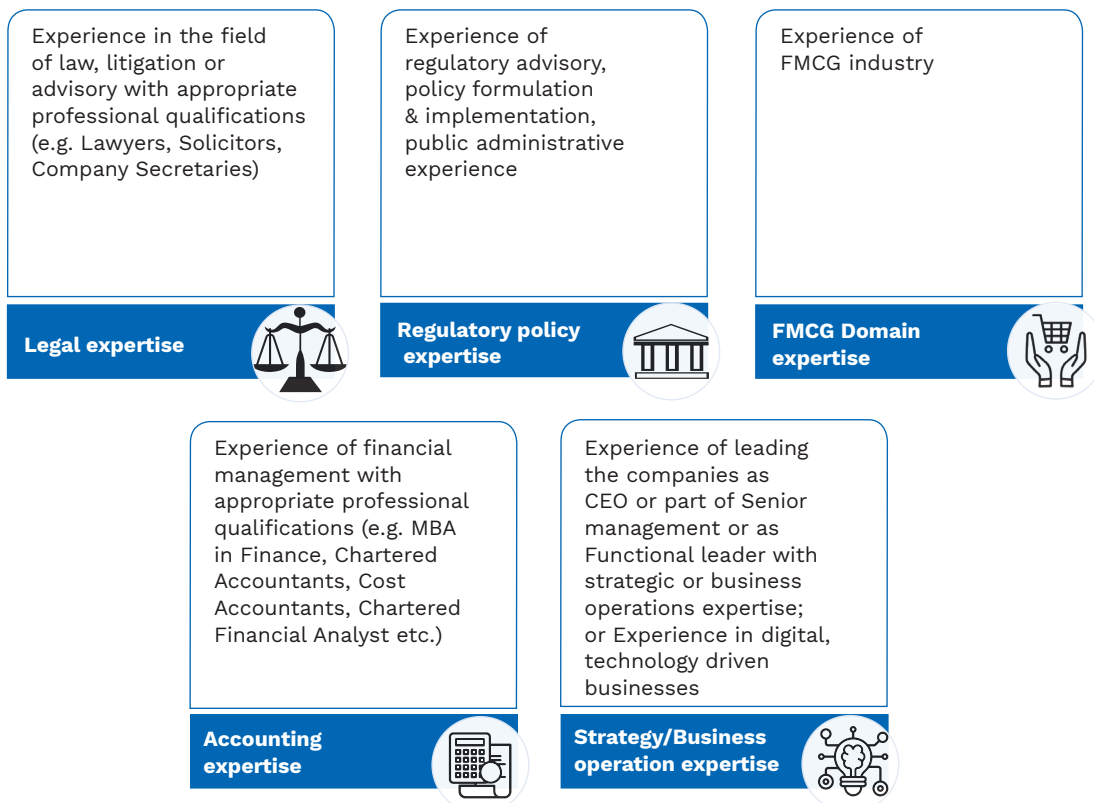 Experience in the field
of law, litigation or
advisory with appropriate
professional qualifications
(e.g. Lawyers, Solicitors,
Company Secretaries)
Legal expertise
Experience of
regulatory advisory,
policy formulation
& implementation,
public administrative
experience
Regulatory policy
expertise
Experience of
FMCG industry
FMCG Domain
expertise
Experience of financial
management with
appropriate professional
qualifications (e.g. MBA
in Finance, Chartered
Accountants, Cost
Accountants, Chartered
Financial Analyst etc.)
Accounting
expertise
Experience of leading
the companies as
CEO or part of Senior
management or as
Functional leader with
strategic or business
operations expertise;
or Experience in digital,
technology driven
businesses
Strategy/Business
operation expertise